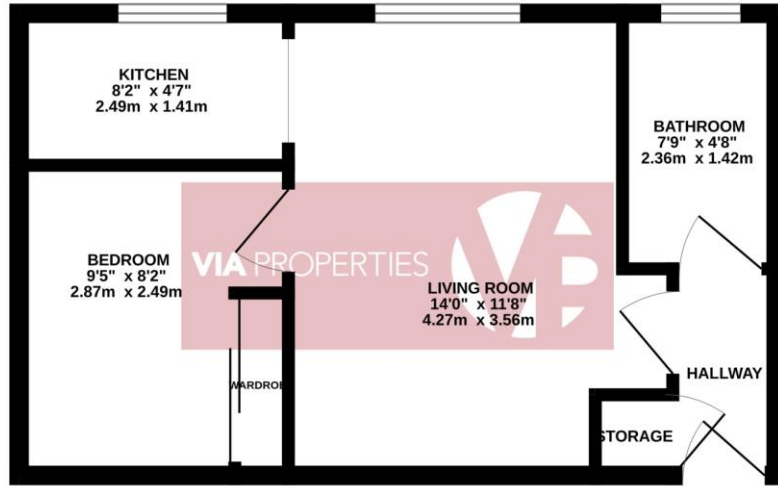 KITCHEN
8'2" x 4'7"
2.49m x 1.41m
BATHROOM
7'9" x 4'8"
2.36m x 1.42m
BEDROOM
9'5" x 8'2"
2.87m x 2.49m
VIA PROPERTIES
LIVING ROOM
14'0" x 11'8"
4.27m x 3.56m
HALLWAY
WARDROB
STORAGE